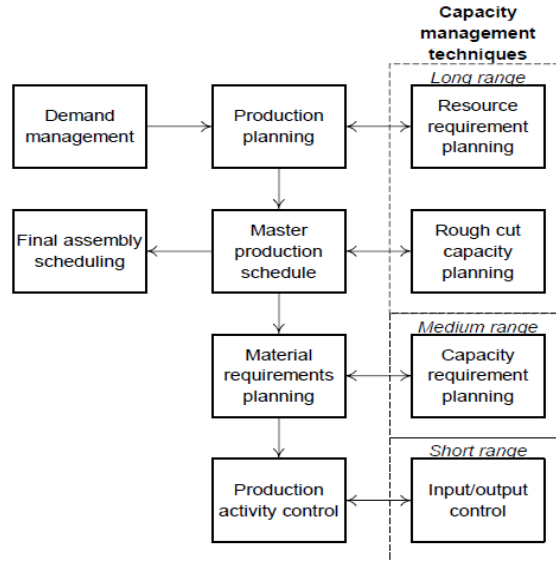 Capacity
management
techniques
Long range
Demand
management
Production
planning
Resource
requirement
planning
Final assembly
scheduling
Master
production
schedule
Rough cut
capacity
planning
Medium range
Material
requirements
planning
Capacity
requirement
planning
Short range
Production
activity control
Input/output
control